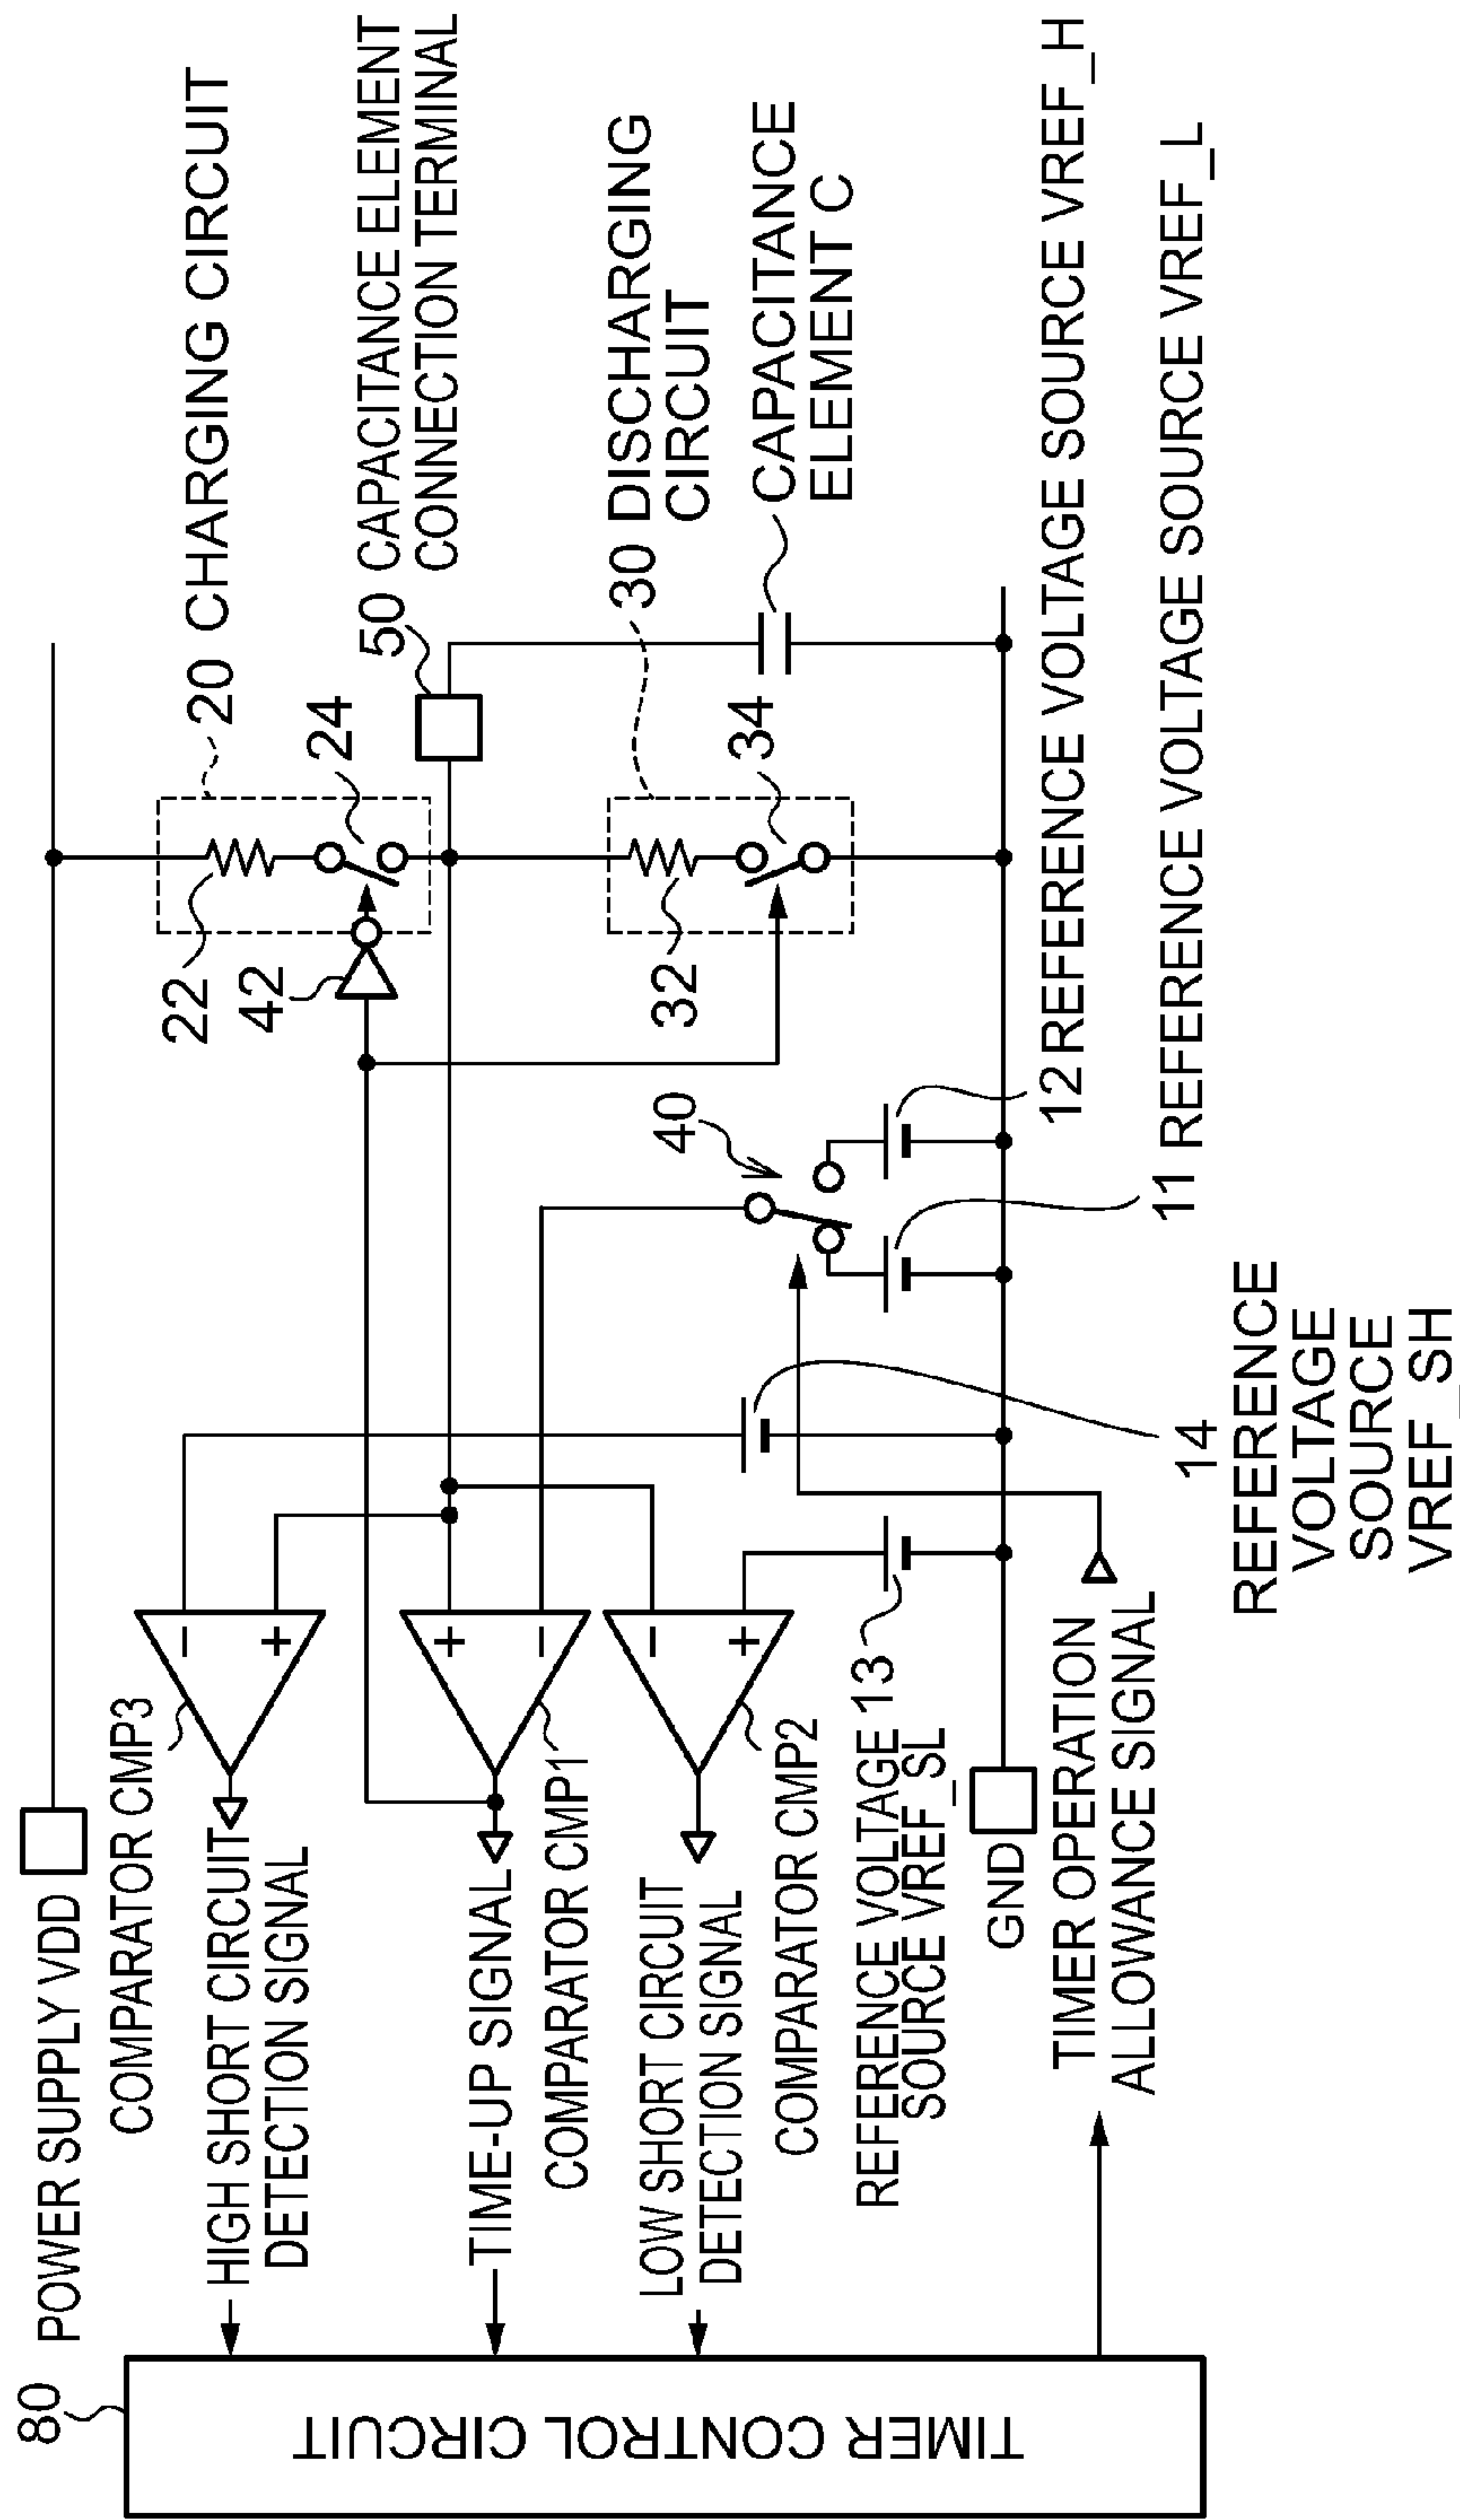 80
TIMER CONTROL CIRCUIT
POWER SUPPLY VDD
COMPARATOR CMP3
HIGH SHORT CIRCUIT
DETECTION SIGNAL
TIME-UP SIGNAL
COMPARATOR CMP1
LOW SHORT CIRCUIT
DETECTION SIGNAL
COMPARATOR CMP2
REFERENCE VOLTAGE 13
SOURCE VREF_SL
GND
TIMER OPERATION
ALLOWANCE SIGNAL
−
+
+
−
−
+
14
REFERENCE
VOLTAGE
SOURCE
VREF_SH
40
22
42
32
20 CHARGING CIRCUIT
24
50 CAPACITANCE ELEMENT
CONNECTION TERMINAL
30 DISCHARGING
CIRCUIT
34
CAPACITANCE
ELEMENT C
12 REFERENCE VOLTAGE SOURCE VREF_H
11 REFERENCE VOLTAGE SOURCE VREF_L